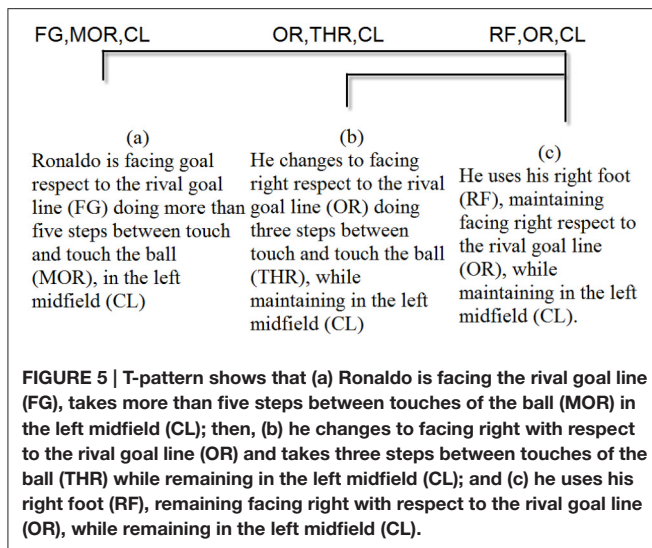 FG,MOR,CL OR,THR,CL RF,OR,CL
(a)
Ronaldo is facing goal
respect to the rival goal
line (FG) doing more than
five steps between touch
and touch the ball
(MOR), in the left
midfield (CL)
(b)
He changes to facing
right respect to the rival
goal line (OR) doing
three steps between
touch and touch the ball
(THR), while
maintaining in the left
midfield (CL)
(c)
He uses his right foot
(RF), maintaining
facing right respect to
the rival goal line
(OR), while
maintaining in the left
midfield (CL).
FIGURE 5 | T-pattern shows that (a) Ronaldo is facing the rival goal line
(FG), takes more than five steps between touches of the ball (MOR) in
the left midfield (CL); then, (b) he changes to facing right with respect
to the rival goal line (OR) and takes three steps between touches of the
ball (THR) while remaining in the left midfield (CL); and (c) he uses his
right foot (RF), remaining facing right with respect to the rival goal line
(OR), while remaining in the left midfield (CL).